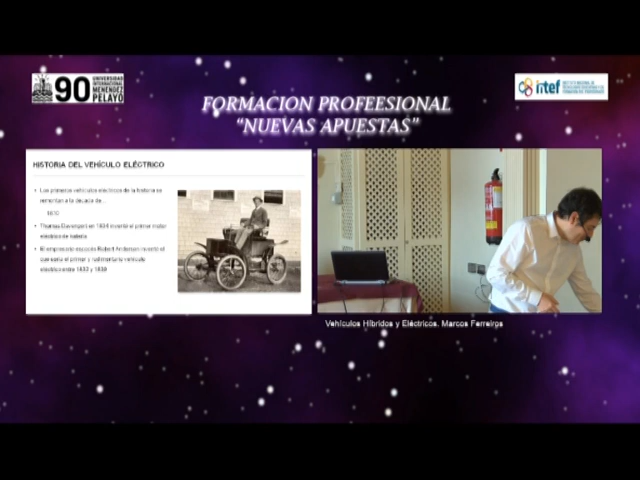 90
UNIVERSIDAD
INTERNACIONAL
MENÉNDEZ
PELAYO
intef
FORMACION PROFEESIONAL
“NUEVAS APUESTAS”
HISTORIA DEL VEHÍCULO ELÉCTRICO
• Los primeros vehículos eléctricos de la historia se
remontan a la década de...
• Thomas Davenport en 1834 inventó el primer motor
eléctrico de batería
• El empresario escocés Robert Anderson inventó el
que sería el primer y rudimentario vehículo
eléctrico entre 1832 y 1839
Vehículos Híbridos y Eléctricos. Marcos Ferreiros